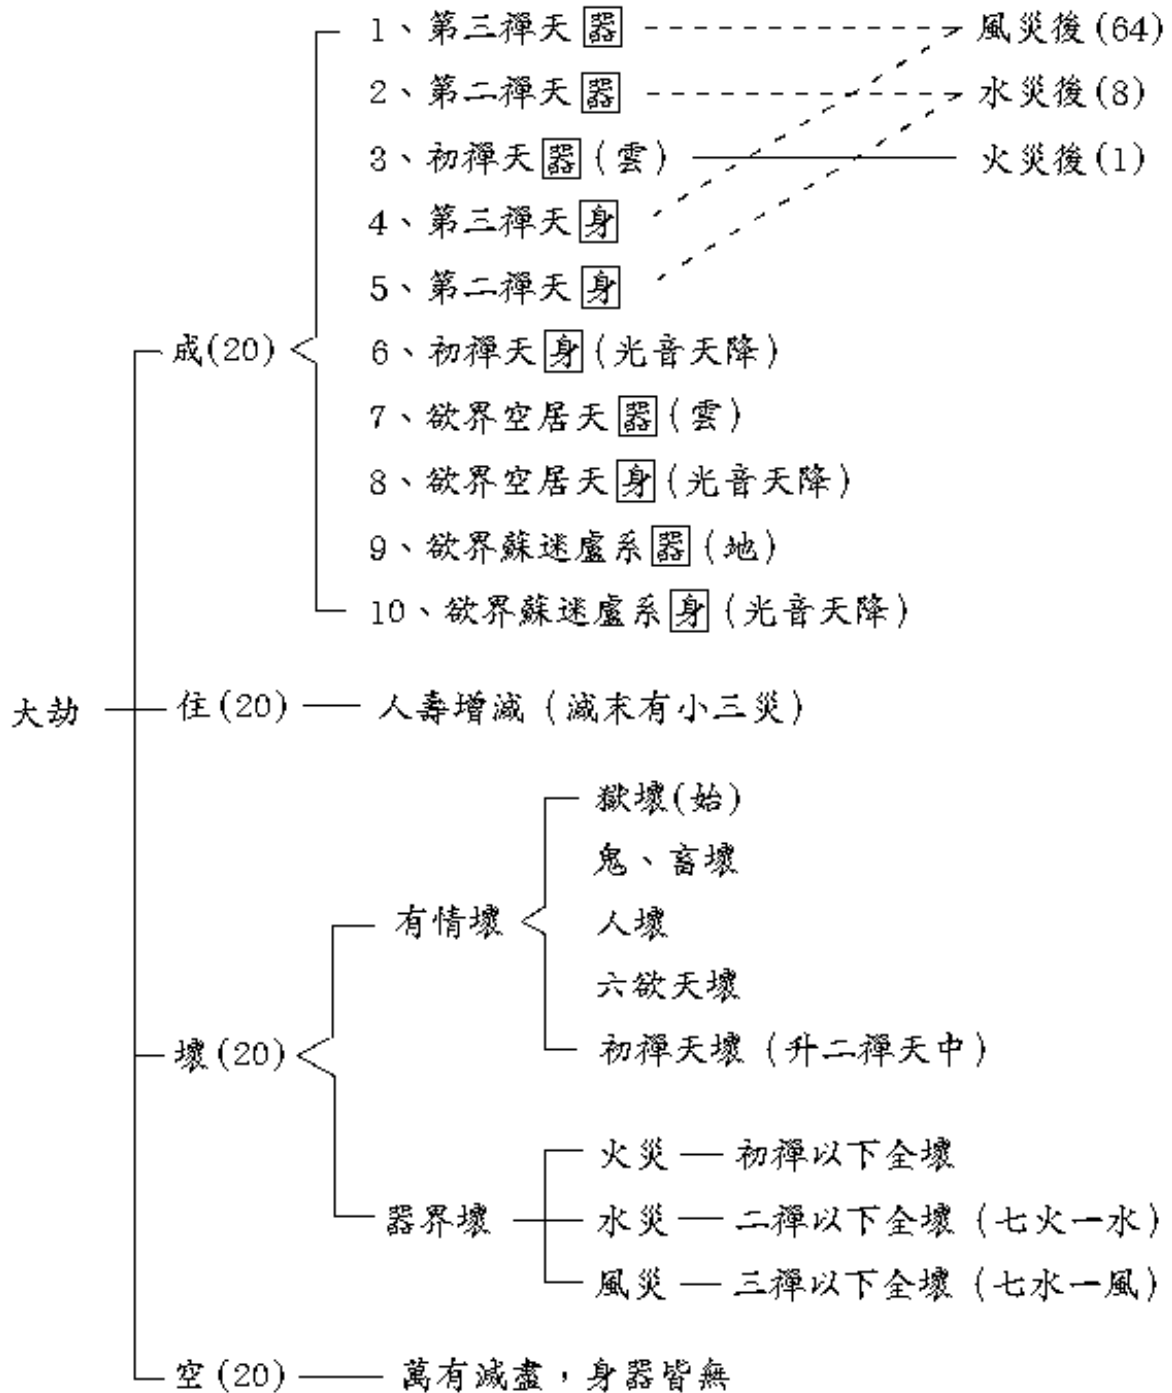 1、第三禪天器 風災後(64)
2、第二禪天器 水災後(8)
3、初禪天器(雲) 火災後(1)
4、第三禪天身
5、第二禪天身
成(20)
6、初禪天身(光音天降)
7、欲界空居天器(雲)
8、欲界空居天身(光音天降)
9、欲界蘇迷盧系器(地)
10、欲界蘇迷盧系身(光音天降)
大劫
住(20) 人壽增減(減末有小三災)
獄壞(始)
鬼、畜壞
有情壞 人壞
六欲天壞
壞(20) 初禪天壞(升二禪天中)
火災 初禪以下全壞
器界壞 水災 二禪以下全壞(七火一水)
風災 三禪以下全壞(七水一風)
空(20) 萬有滅盡,身器皆無